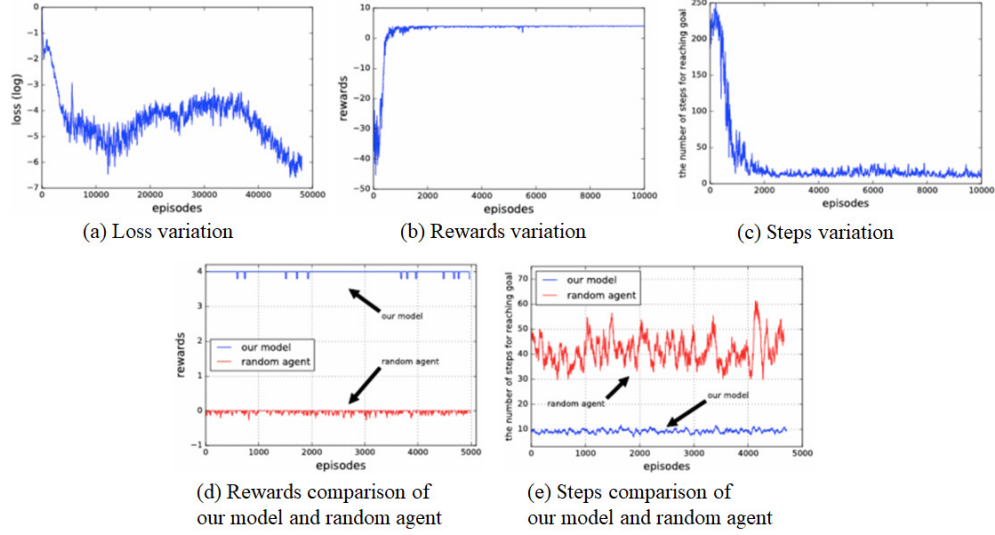 0
−1
−2
−3
−4
−5
−6
−7
loss (log)
0
10000
20000
30000
40000
50000
episodes
(a) Loss variation
10
0
−10
−20
−30
−40
−50
rewards
0
2000
4000
6000
8000
10000
episodes
(b) Rewards variation
250
200
150
100
50
0
the number of steps for reaching goal
0
2000
4000
6000
8000
10000
episodes
(c) Steps variation
4
3
2
1
0
−1
rewards
our model
our model
random agent
random agent
0
1000
2000
3000
4000
5000
episodes
(d) Rewards comparison of
our model and random agent
70
60
50
40
30
20
10
the number of steps for reaching goal
our model
random agent
random agent
our model
0
1000
2000
3000
4000
5000
episodes
(e) Steps comparison of
our model and random agent